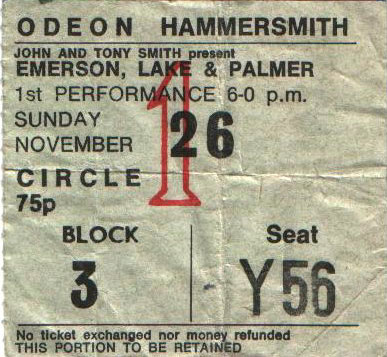 ODEON HAMMERSMITH
JOHN AND TONY SMITH present
EMERSON, LAKE & PALMER
1st PERFORMANCE 6-0 p.m.
SUNDAY
NOVEMBER 26
1
CIRCLE
75p
BLOCK Seat
3 Y56
No ticket exchanged nor money refunded
THIS PORTION TO BE RETAINED